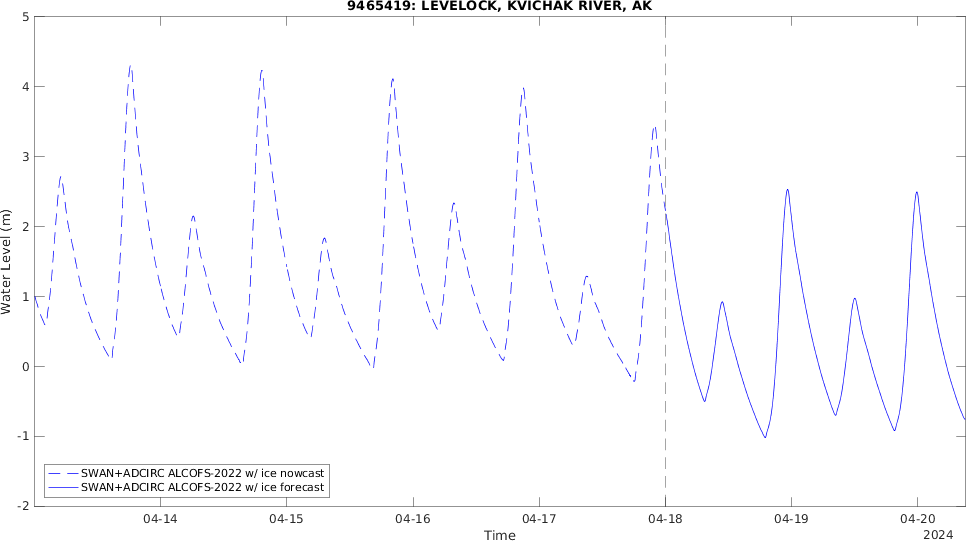 9465419: LEVELOCK, KVICHAK RIVER, AK
5
4
3
2
1
0
-1
-2
Water Level (m)
SWAN+ADCIRC ALCOFS-2022 w/ ice nowcast
SWAN+ADCIRC ALCOFS-2022 w/ ice forecast
04-14 04-15 04-16 04-17 04-18 04-19 04-20
Time
2024